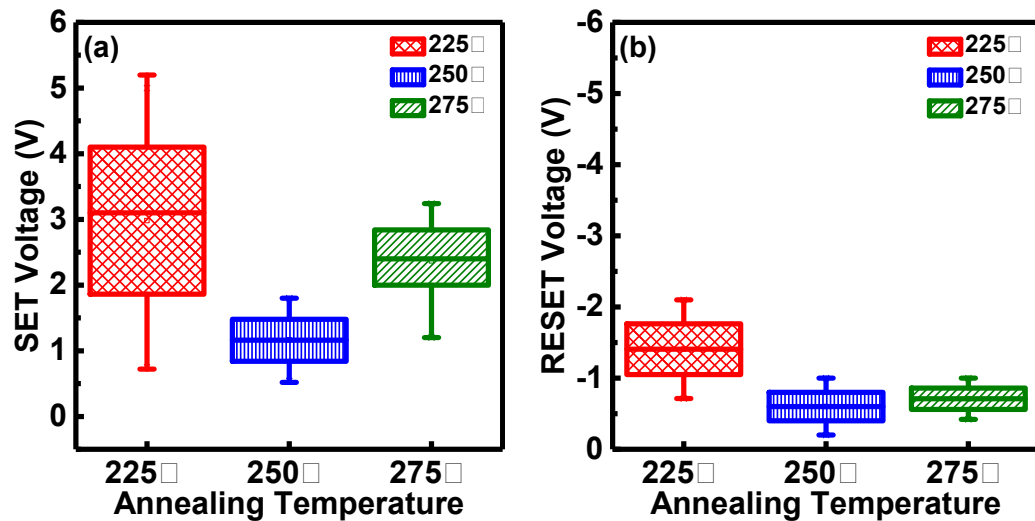 (a)
225□
250□
275□
6
5
4
3
2
1
0
SET Voltage (V)
225□ 250□ 275□
Annealing Temperature
(b)
225□
250□
275□
-6
-5
-4
-3
-2
-1
0
RESET Voltage (V)
225□ 250□ 275□
Annealing Temperature